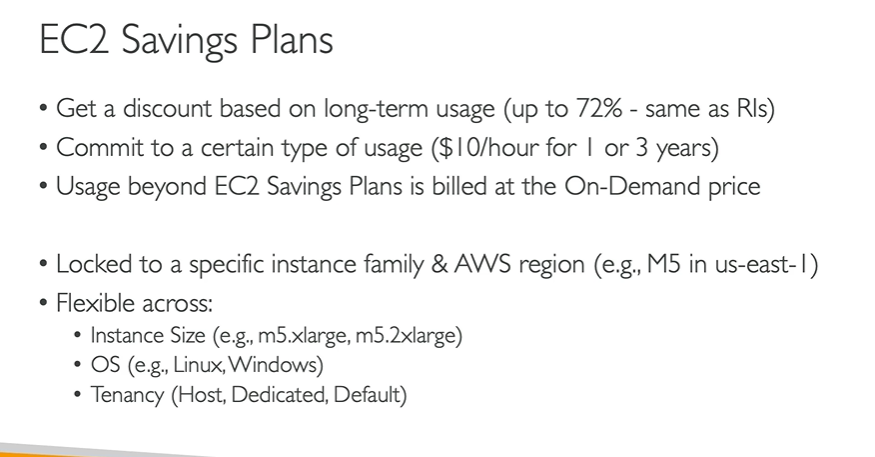 EC2 Savings Plans
• Get a discount based on long-term usage (up to 72% - same as RIs)
• Commit to a certain type of usage ($10/hour for 1 or 3 years)
• Usage beyond EC2 Savings Plans is billed at the On-Demand price
• Locked to a specific instance family & AWS region (e.g., M5 in us-east-1)
• Flexible across:
• Instance Size (e.g., m5.xlarge, m5.2xlarge)
• OS (e.g., Linux, Windows)
• Tenancy (Host, Dedicated, Default)